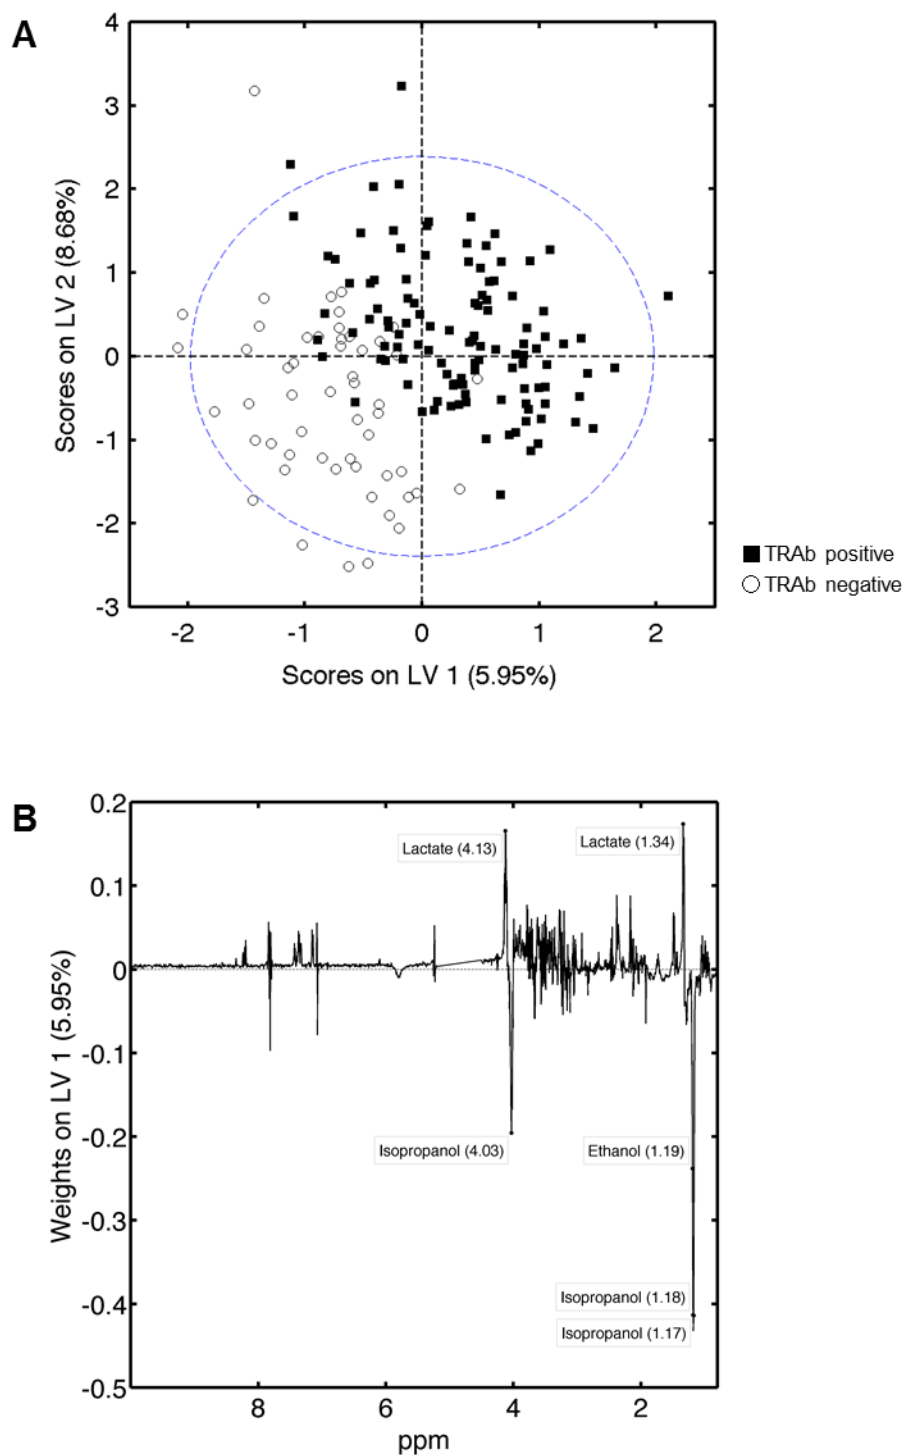 A
4
3
2
1
0
-1
-2
-3
Scores on LV 2 (8.68%)
-2 -1 0 1 2
Scores on LV 1 (5.95%)
TRAb positive
TRAb negative
B
0.2
0.1
0
-0.1
-0.2
-0.3
-0.4
-0.5
Weights on LV 1 (5.95%)
Lactate (4.13)
Lactate (1.34)
Isopropanol (4.03)
Ethanol (1.19)
Isopropanol (1.18)
Isopropanol (1.17)
8 6 4 2
ppm